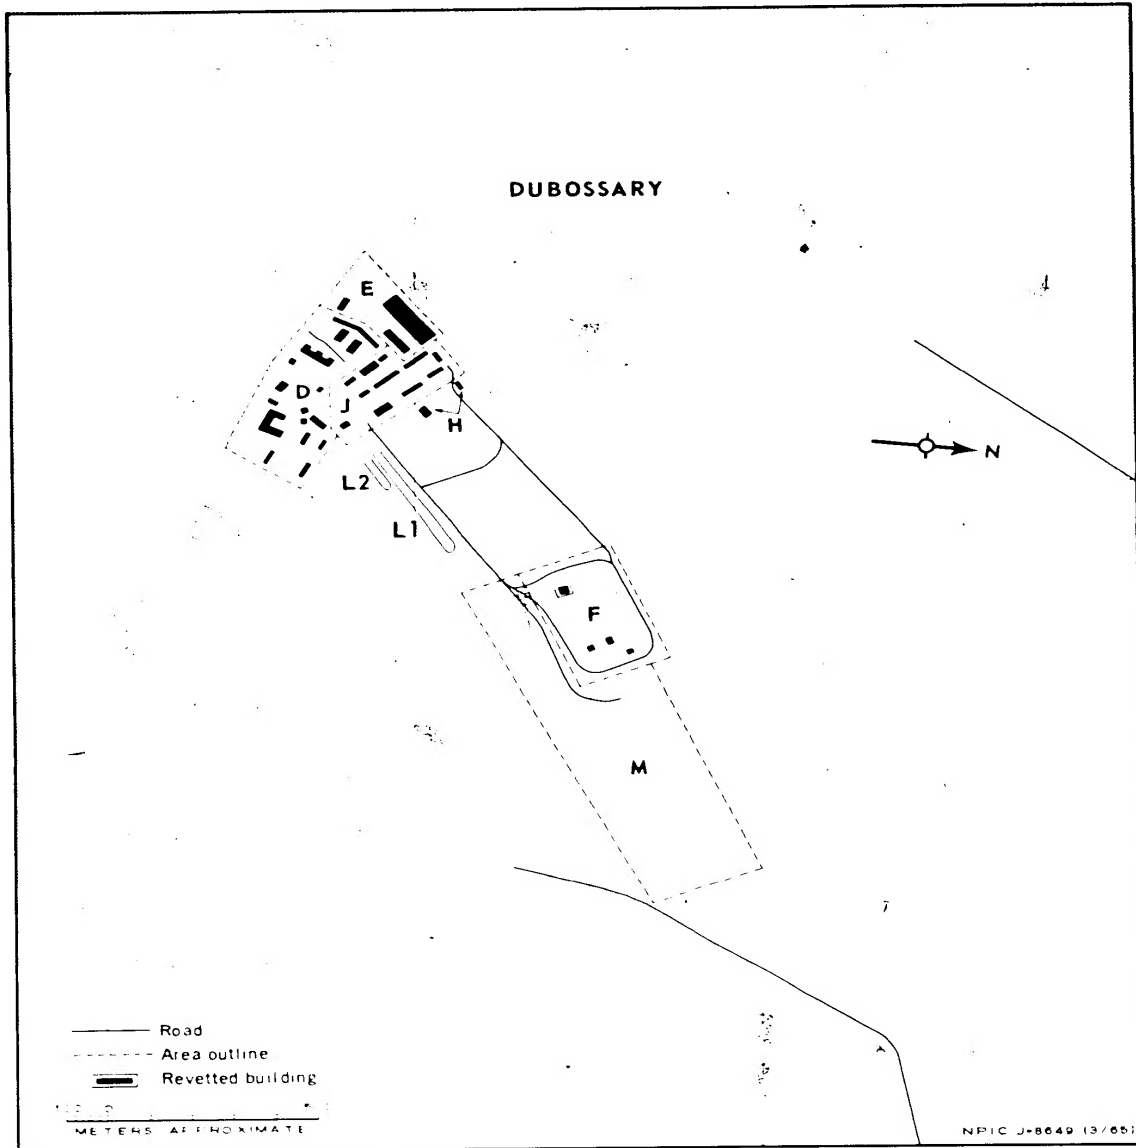 DUBOSSARY
E
D
J
H
N
L2
L1
F
M
Road
Area outline
Revetted building
METERS APPROXIMATE
NPIC J-8649 (3/65)